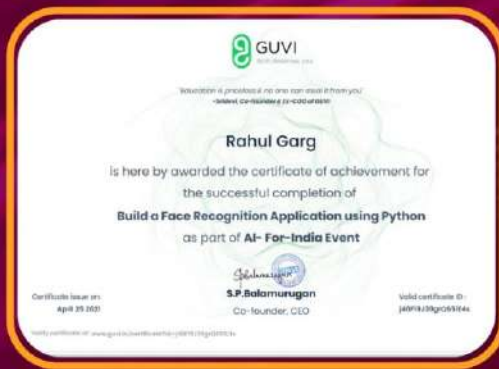 GUVI
Rahul Garg
is here by awarded the certificate of achievement for
the successful completion of
Build a Face Recognition Application using Python
as part of AI- For-India Event
S.P.Balamurugan
Co-founder, CEO
Certificate issue on:
April 25 2021
Valid certificate ID: